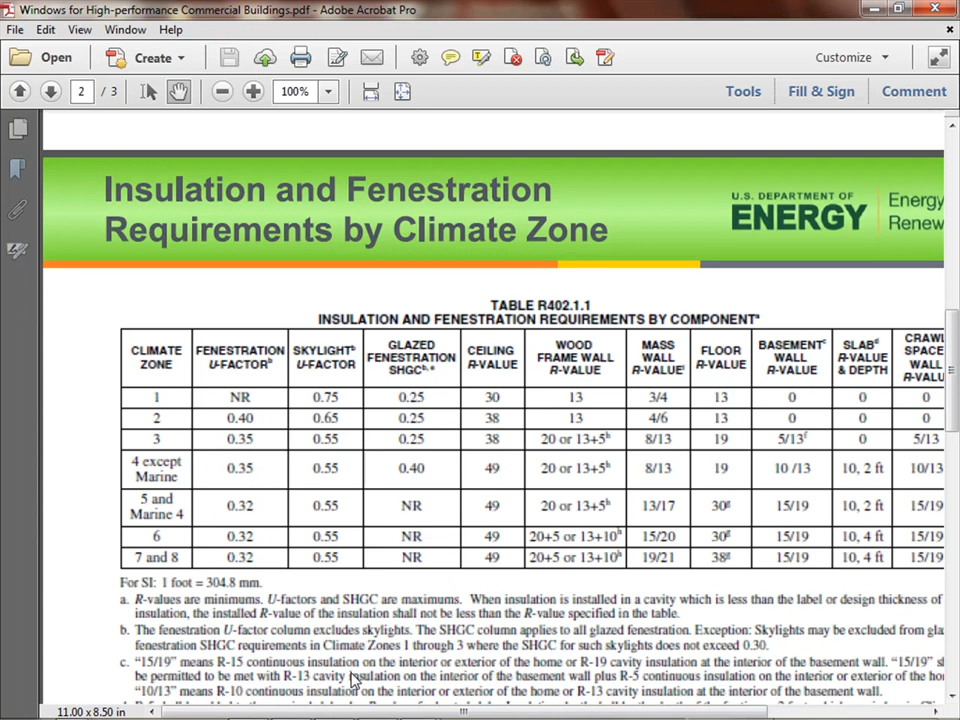 Windows for High-performance Commercial Buildings.pdf - Adobe Acrobat Pro
File Edit View Window Help
Open Create Customize
2 / 3 100% Tools Fill & Sign Comment
Insulation and Fenestration
Requirements by Climate Zone
U.S. DEPARTMENT OF
ENERGY
Energy
Renew
TABLE R402.1.1
INSULATION AND FENESTRATION REQUIREMENTS BY COMPONENTa
CLIMATE ZONE FENESTRATION U-FACTORb SKYLIGHTb U-FACTOR GLAZED FENESTRATION SHGCb, e CEILING R-VALUE WOOD FRAME WALL R-VALUE MASS WALL R-VALUEi FLOOR R-VALUE BASEMENTc WALL R-VALUE SLABd R-VALUE & DEPTH CRAWL SPACE WALL R-VALU
1 NR 0.75 0.25 30 13 3/4 13 0 0 0
2 0.40 0.65 0.25 38 13 4/6 13 0 0 0
3 0.35 0.55 0.25 38 20 or 13+5h 8/13 19 5/13f 0 5/13
4 except Marine 0.35 0.55 0.40 49 20 or 13+5h 8/13 19 10 /13 10, 2 ft 10/13
5 and Marine 4 0.32 0.55 NR 49 20 or 13+5h 13/17 30g 15/19 10, 2 ft 15/19
6 0.32 0.55 NR 49 20+5 or 13+10h 15/20 30g 15/19 10, 4 ft 15/19
7 and 8 0.32 0.55 NR 49 20+5 or 13+10h 19/21 38g 15/19 10, 4 ft 15/19
For SI: 1 foot = 304.8 mm.
a. R-values are minimums. U-factors and SHGC are maximums. When insulation is installed in a cavity which is less than the label or design thickness of
insulation, the installed R-value of the insulation shall not be less than the R-value specified in the table.
b. The fenestration U-factor column excludes skylights. The SHGC column applies to all glazed fenestration. Exception: Skylights may be excluded from gla
fenestration SHGC requirements in Climate Zones 1 through 3 where the SHGC for such skylights does not exceed 0.30.
c. "15/19" means R-15 continuous insulation on the interior or exterior of the home or R-19 cavity insulation at the interior of the basement wall. "15/19" sh
be permitted to be met with R-13 cavity insulation on the interior of the basement wall plus R-5 continuous insulation on the interior or exterior of the hom
"10/13" means R-10 continuous insulation on the interior or exterior of the home or R-13 cavity insulation at the interior of the basement wall.
11.00 x 8.50 in